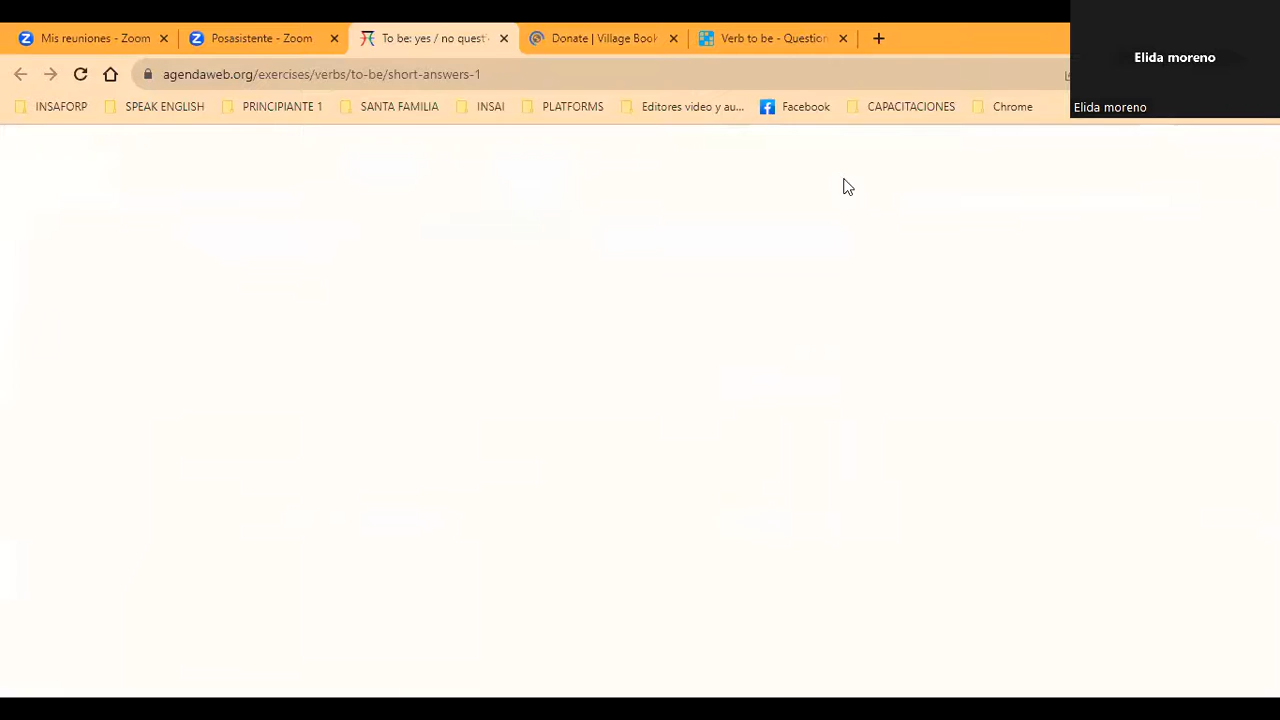 Mis reuniones - Zoom
Posasistente - Zoom
To be: yes / no quest
Donate | Village Book
Verb to be - Question
agendaweb.org/exercises/verbs/to-be/short-answers-1
INSAFORP
SPEAK ENGLISH
PRINCIPIANTE 1
SANTA FAMILIA
INSAI
PLATFORMS
Editores video y au...
Facebook
CAPACITACIONES
Chrome
Elida moreno
Elida moreno